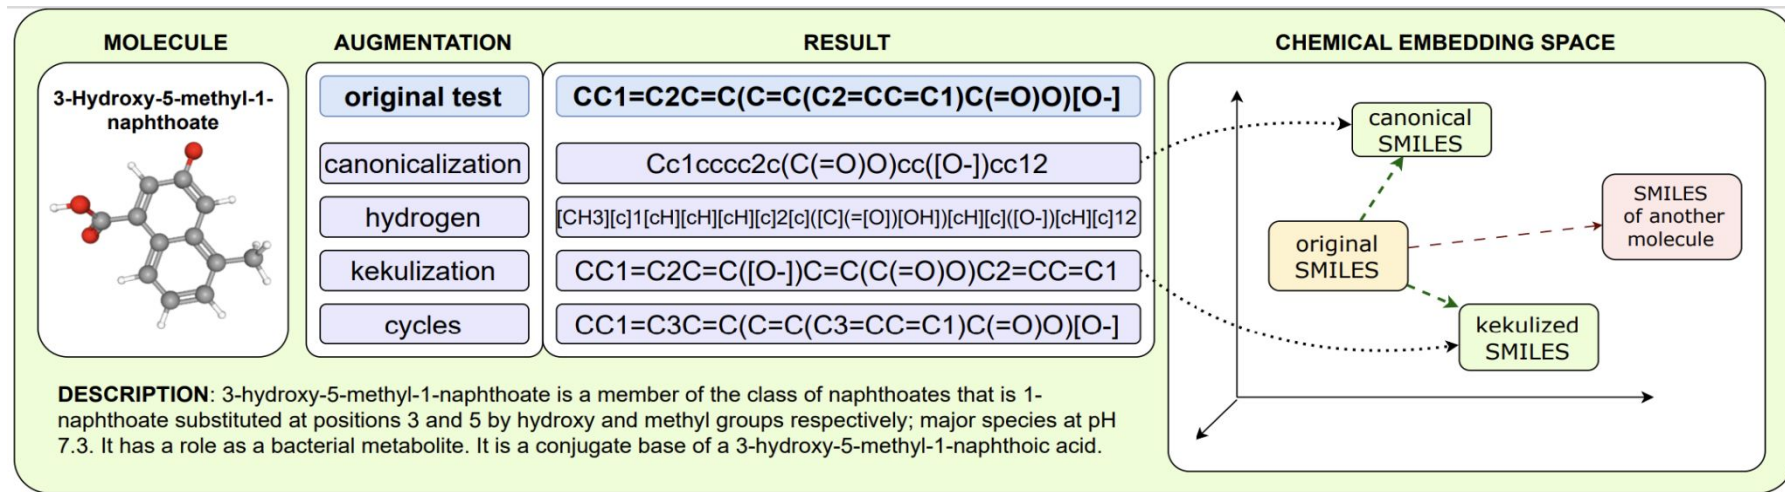 MOLECULE
AUGMENTATION
RESULT
CHEMICAL EMBEDDING SPACE
3-Hydroxy-5-methyl-1-
naphthoate
original test
CC1=C2C=C(C=C(C2=CC=C1)C(=O)O)[O-]
canonicalization
Cc1cccc2c(C(=O)O)cc([O-])cc12
hydrogen
[CH3][c]1[cH][cH][cH][c]2[c]([C](=[O])[OH])[cH][c]([O-])[cH][c]12
kekulization
CC1=C2C=C([O-])C=C(C(=O)O)C2=CC=C1
cycles
CC1=C3C=C(C=C(C3=CC=C1)C(=O)O)[O-]
canonical
SMILES
SMILES
of another
molecule
original
SMILES
kekulized
SMILES
DESCRIPTION: 3-hydroxy-5-methyl-1-naphthoate is a member of the class of naphthoates that is 1-
naphthoate substituted at positions 3 and 5 by hydroxy and methyl groups respectively; major species at pH
7.3. It has a role as a bacterial metabolite. It is a conjugate base of a 3-hydroxy-5-methyl-1-naphthoic acid.